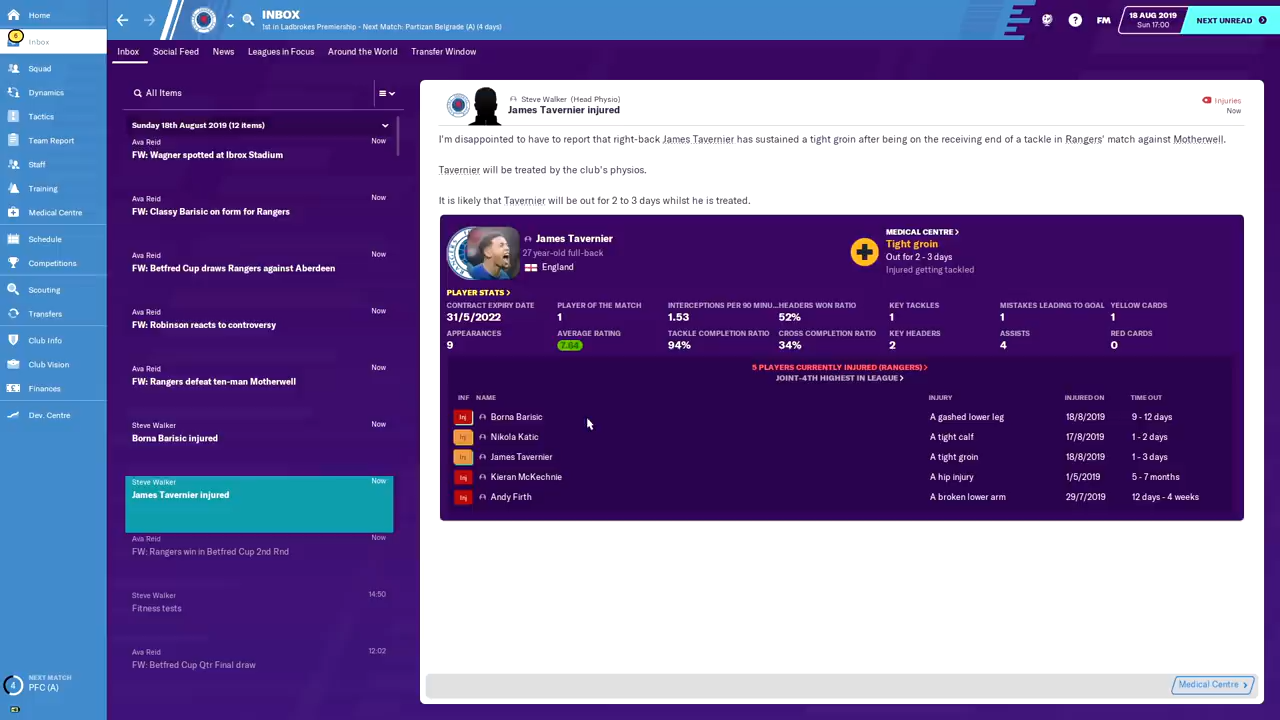 Home
6
Inbox
Squad
Dynamics
Tactics
Team Report
Staff
Training
Medical Centre
Schedule
Competitions
Scouting
Transfers
Club Info
Club Vision
Finances
Dev. Centre
NEXT MATCH
4
PFC (A)
INBOX
1st in Ladbrokes Premiership - Next Match: Partizan Belgrade (A) (4 days)
?
FM
18 AUG 2019
Sun 17:00
NEXT UNREAD
Inbox Social Feed News Leagues in Focus Around the World Transfer Window
All Items
Sunday 18th August 2019 (12 items)
Ava Reid Now
FW: Wagner spotted at Ibrox Stadium
Ava Reid Now
FW: Classy Barisic on form for Rangers
Ava Reid Now
FW: Betfred Cup draws Rangers against Aberdeen
Ava Reid Now
FW: Robinson reacts to controversy
Ava Reid Now
FW: Rangers defeat ten-man Motherwell
Steve Walker Now
Borna Barisic injured
Steve Walker Now
James Tavernier injured
Ava Reid Now
FW: Rangers win in Betfred Cup 2nd Rnd
Steve Walker 14:50
Fitness tests
Ava Reid 12:02
FW: Betfred Cup Qtr Final draw
Steve Walker (Head Physio)
James Tavernier injured
Injuries
Now
I'm disappointed to have to report that right-back James Tavernier has sustained a tight groin after being on the receiving end of a tackle in Rangers' match against Motherwell.
Tavernier will be treated by the club's physios.
It is likely that Tavernier will be out for 2 to 3 days whilst he is treated.
James Tavernier
27 year-old full-back
England
MEDICAL CENTRE >
Tight groin
Out for 2 - 3 days
Injured getting tackled
PLAYER STATS >
CONTRACT EXPIRY DATE PLAYER OF THE MATCH INTERCEPTIONS PER 90 MINU... HEADERS WON RATIO KEY TACKLES MISTAKES LEADING TO GOAL YELLOW CARDS
31/5/2022 1 1.53 52% 1 1 1
APPEARANCES AVERAGE RATING TACKLE COMPLETION RATIO CROSS COMPLETION RATIO KEY HEADERS ASSISTS RED CARDS
9 7.64 94% 34% 2 4 0
5 PLAYERS CURRENTLY INJURED (RANGERS) >
JOINT-4TH HIGHEST IN LEAGUE >
INF NAME INJURY INJURED ON TIME OUT
Inj Borna Barisic A gashed lower leg 18/8/2019 9 - 12 days
Inj Nikola Katic A tight calf 17/8/2019 1 - 2 days
Inj James Tavernier A tight groin 18/8/2019 1 - 3 days
Inj Kieran McKechnie A hip injury 1/5/2019 5 - 7 months
Inj Andy Firth A broken lower arm 29/7/2019 12 days - 4 weeks
Medical Centre >